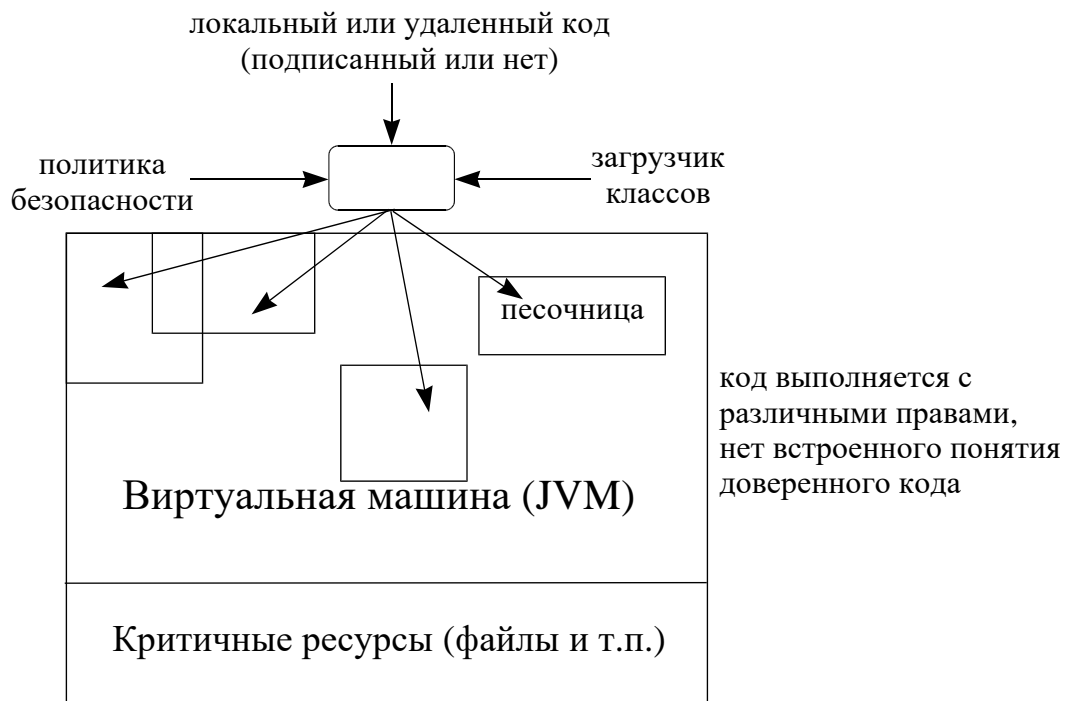 локальный или удаленный код
(подписанный или нет)
политика
безопасности
загрузчик
классов
песочница
код выполняется с
различными правами,
нет встроенного понятия
доверенного кода
Виртуальная машина (JVM)
Критичные ресурсы (файлы и т.п.)